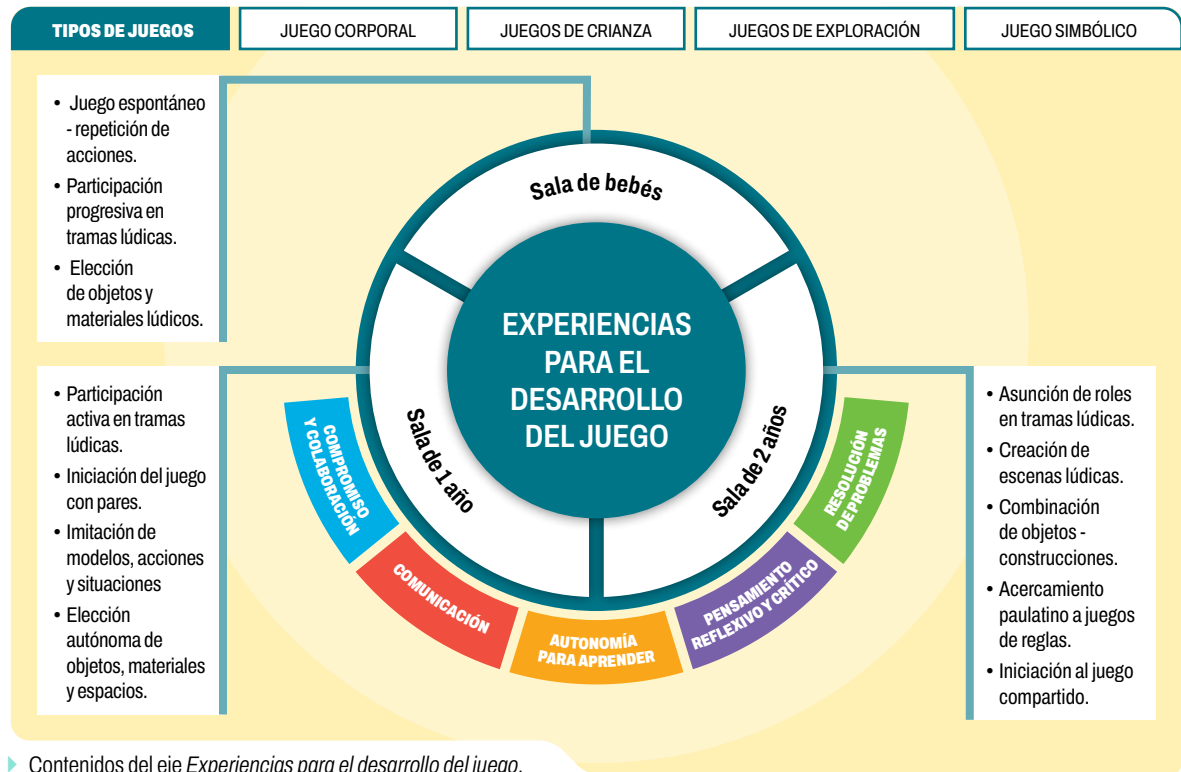 TIPOS DE JUEGOS
JUEGO CORPORAL
JUEGOS DE CRIANZA
JUEGOS DE EXPLORACIÓN
JUEGO SIMBÓLICO
• Juego espontáneo
- repetición de
acciones.
• Participación
progresiva en
tramas lúdicas.
• Elección
de objetos y
materiales lúdicos.
Sala de bebés
EXPERIENCIAS
PARA EL
DESARROLLO
DEL JUEGO
Sala de 1 año
Sala de 2 años
• Participación
activa en tramas
lúdicas.
• Iniciación del juego
con pares.
• Imitación de
modelos, acciones
y situaciones
• Elección
autónoma de
objetos, materiales
y espacios.
COMPROMISO
Y COLABORACIÓN
COMUNICACIÓN
AUTONOMÍA
PARA APRENDER
PENSAMIENTO
REFLEXIVO Y CRÍTICO
RESOLUCIÓN
DE PROBLEMAS
• Asunción de roles
en tramas lúdicas.
• Creación de
escenas lúdicas.
• Combinación
de objetos -
construcciones.
• Acercamiento
paulatino a juegos
de reglas.
• Iniciación al juego
compartido.
Contenidos del eje Experiencias para el desarrollo del juego.